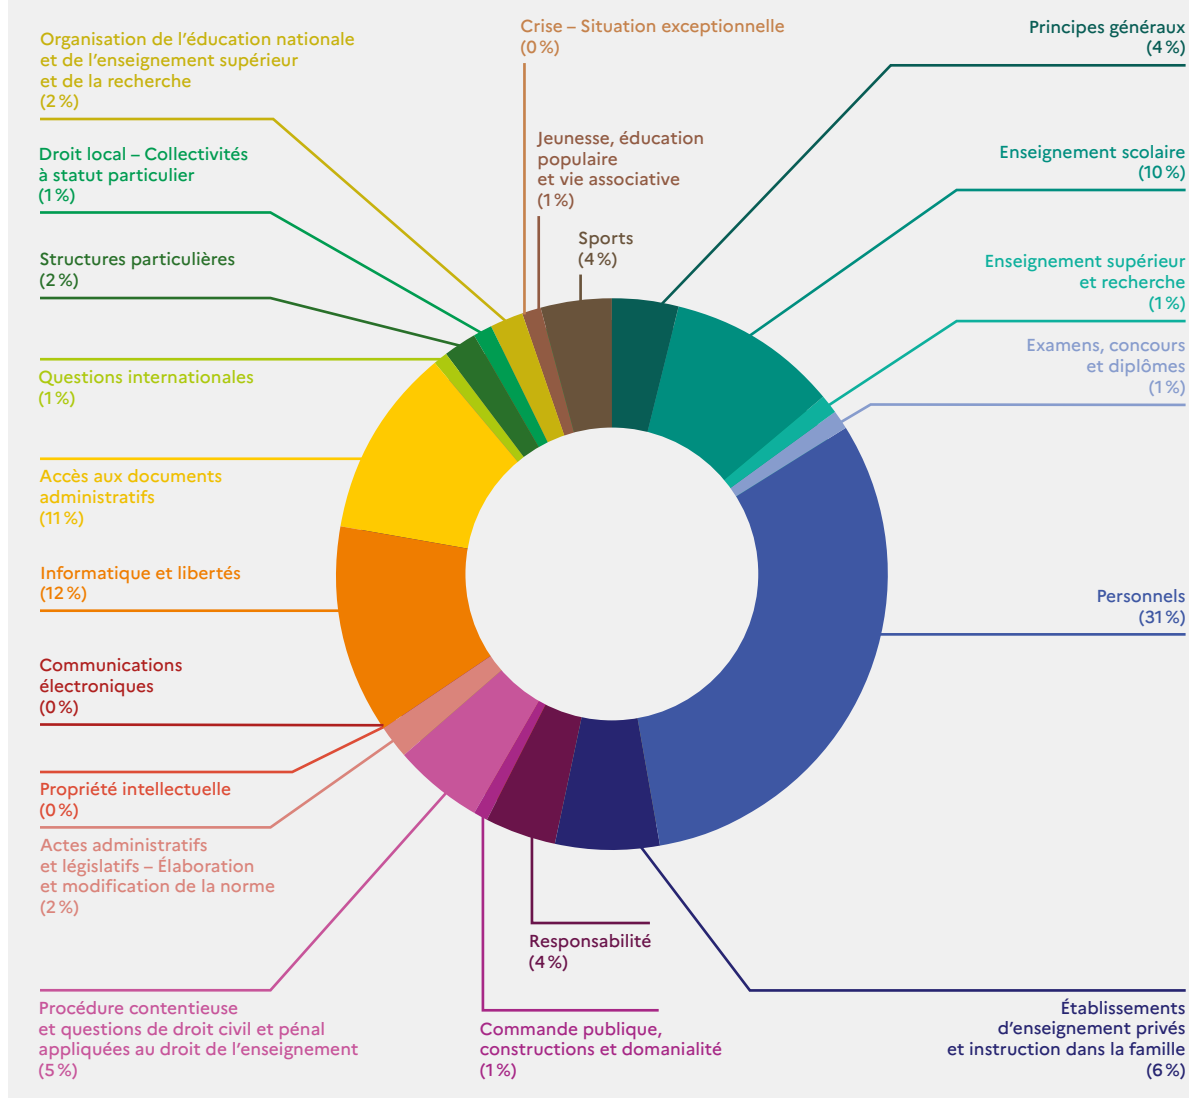 Organisation de l’éducation nationale
et de l’enseignement supérieur
et de la recherche
(2 %)
Droit local – Collectivités
à statut particulier
(1 %)
Structures particulières
(2 %)
Questions internationales
(1 %)
Accès aux documents
administratifs
(11 %)
Informatique et libertés
(12 %)
Communications
électroniques
(0 %)
Propriété intellectuelle
(0 %)
Actes administratifs
et législatifs – Élaboration
et modification de la norme
(2 %)
Procédure contentieuse
et questions de droit civil et pénal
appliquées au droit de l’enseignement
(5 %)
Crise – Situation exceptionnelle
(0 %)
Jeunesse, éducation
populaire
et vie associative
(1 %)
Sports
(4 %)
Responsabilité
(4 %)
Commande publique,
constructions et domanialité
(1 %)
Principes généraux
(4 %)
Enseignement scolaire
(10 %)
Enseignement supérieur
et recherche
(1 %)
Examens, concours
et diplômes
(1 %)
Personnels
(31 %)
Établissements
d’enseignement privés
et instruction dans la famille
(6 %)